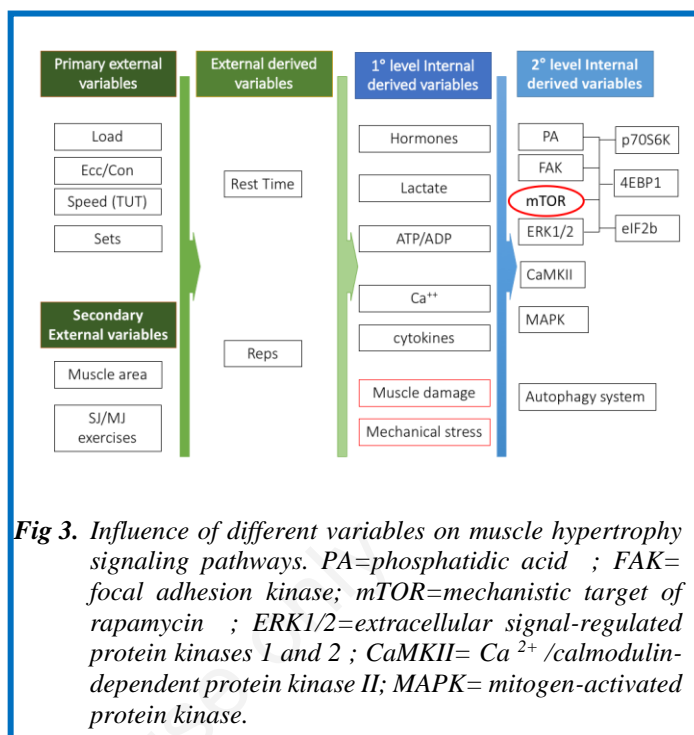 Primary external
variables
External derived
variables
1° level Internal
derived variables
2° level Internal
derived variables
Load
Ecc/Con
Speed (TUT)
Sets
Secondary
External variables
Muscle area
SJ/MJ
exercises
Rest Time
Reps
Hormones
Lactate
ATP/ADP
Ca⁺⁺
cytokines
Muscle damage
Mechanical stress
PA
FAK
mTOR
ERK1/2
CaMKII
MAPK
Autophagy system
p70S6K
4EBP1
eIF2b
Fig 3. Influence of different variables on muscle hypertrophy
signaling pathways. PA=phosphatidic acid ; FAK=
focal adhesion kinase; mTOR=mechanistic target of
rapamycin ; ERK1/2=extracellular signal-regulated
protein kinases 1 and 2 ; CaMKII= Ca ²⁺ /calmodulin-
dependent protein kinase II; MAPK= mitogen-activated
protein kinase.